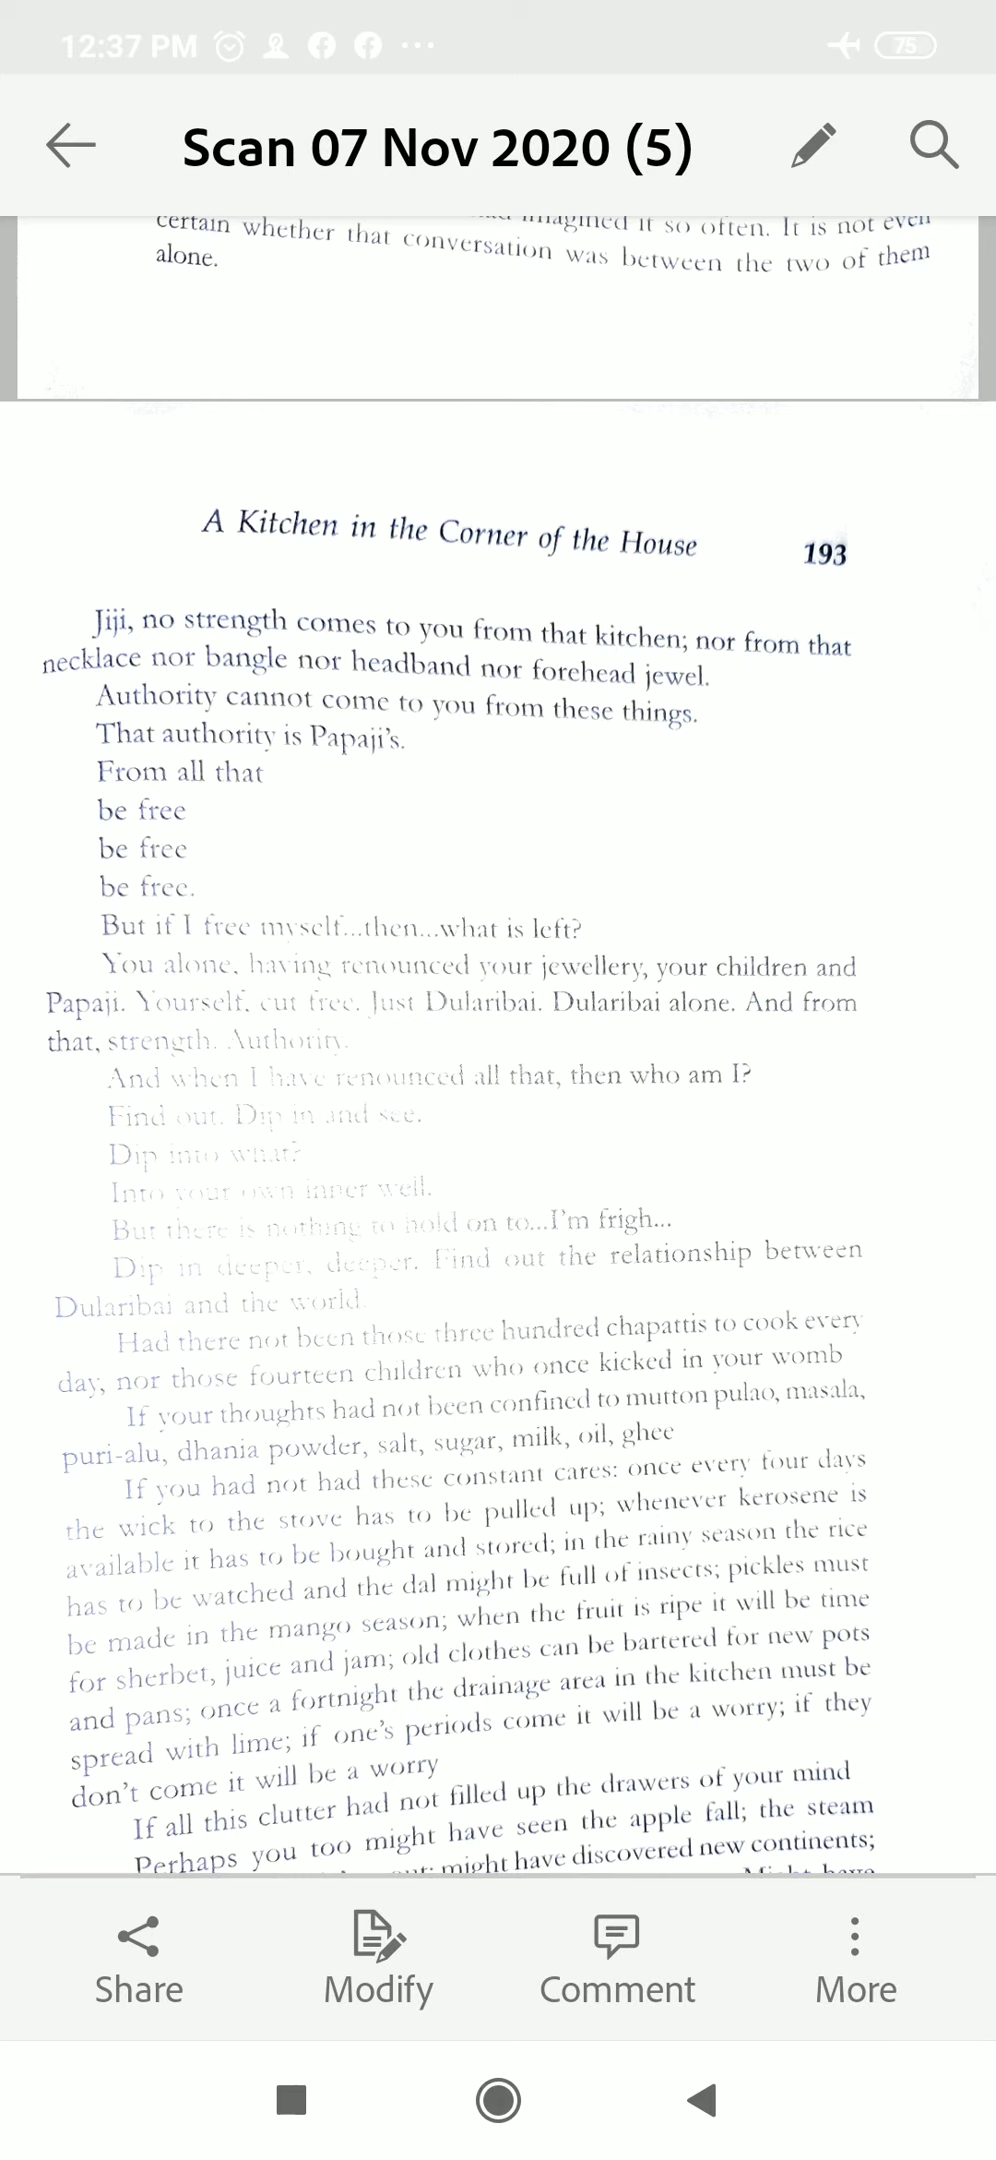 12:37 PM
75
Scan 07 Nov 2020 (5)
imagined it so often. It is not even
certain whether that conversation was between the two of them
alone.
A Kitchen in the Corner of the House 193
Jiji, no strength comes to you from that kitchen; nor from that
necklace nor bangle nor headband nor forehead jewel.
Authority cannot come to you from these things.
That authority is Papaji's.
From all that
be free
be free
be free.
But if I free myself...then...what is left?
You alone, having renounced your jewellery, your children and
Papaji. Yourself, cut free. Just Dularibai. Dularibai alone. And from
that, strength. Authority.
And when I have renounced all that, then who am I?
Find out. Dip in and see.
Dip into what?
Into your own inner well.
But there is nothing to hold on to...I'm frigh...
Dip in deeper, deeper. Find out the relationship between
Dularibai and the world.
Had there not been those three hundred chapattis to cook every
day, nor those fourteen children who once kicked in your womb
If your thoughts had not been confined to mutton pulao, masala,
puri-alu, dhania powder, salt, sugar, milk, oil, ghee
If you had not had these constant cares: once every four days
the wick to the stove has to be pulled up; whenever kerosene is
available it has to be bought and stored; in the rainy season the rice
has to be watched and the dal might be full of insects; pickles must
be made in the mango season; when the fruit is ripe it will be time
for sherbet, juice and jam; old clothes can be bartered for new pots
and pans; once a fortnight the drainage area in the kitchen must be
spread with lime; if one's periods come it will be a worry; if they
don't come it will be a worry
If all this clutter had not filled up the drawers of your mind
Perhaps you too might have seen the apple fall; the steam
might have discovered new continents;
Might have
Share Modify Comment More